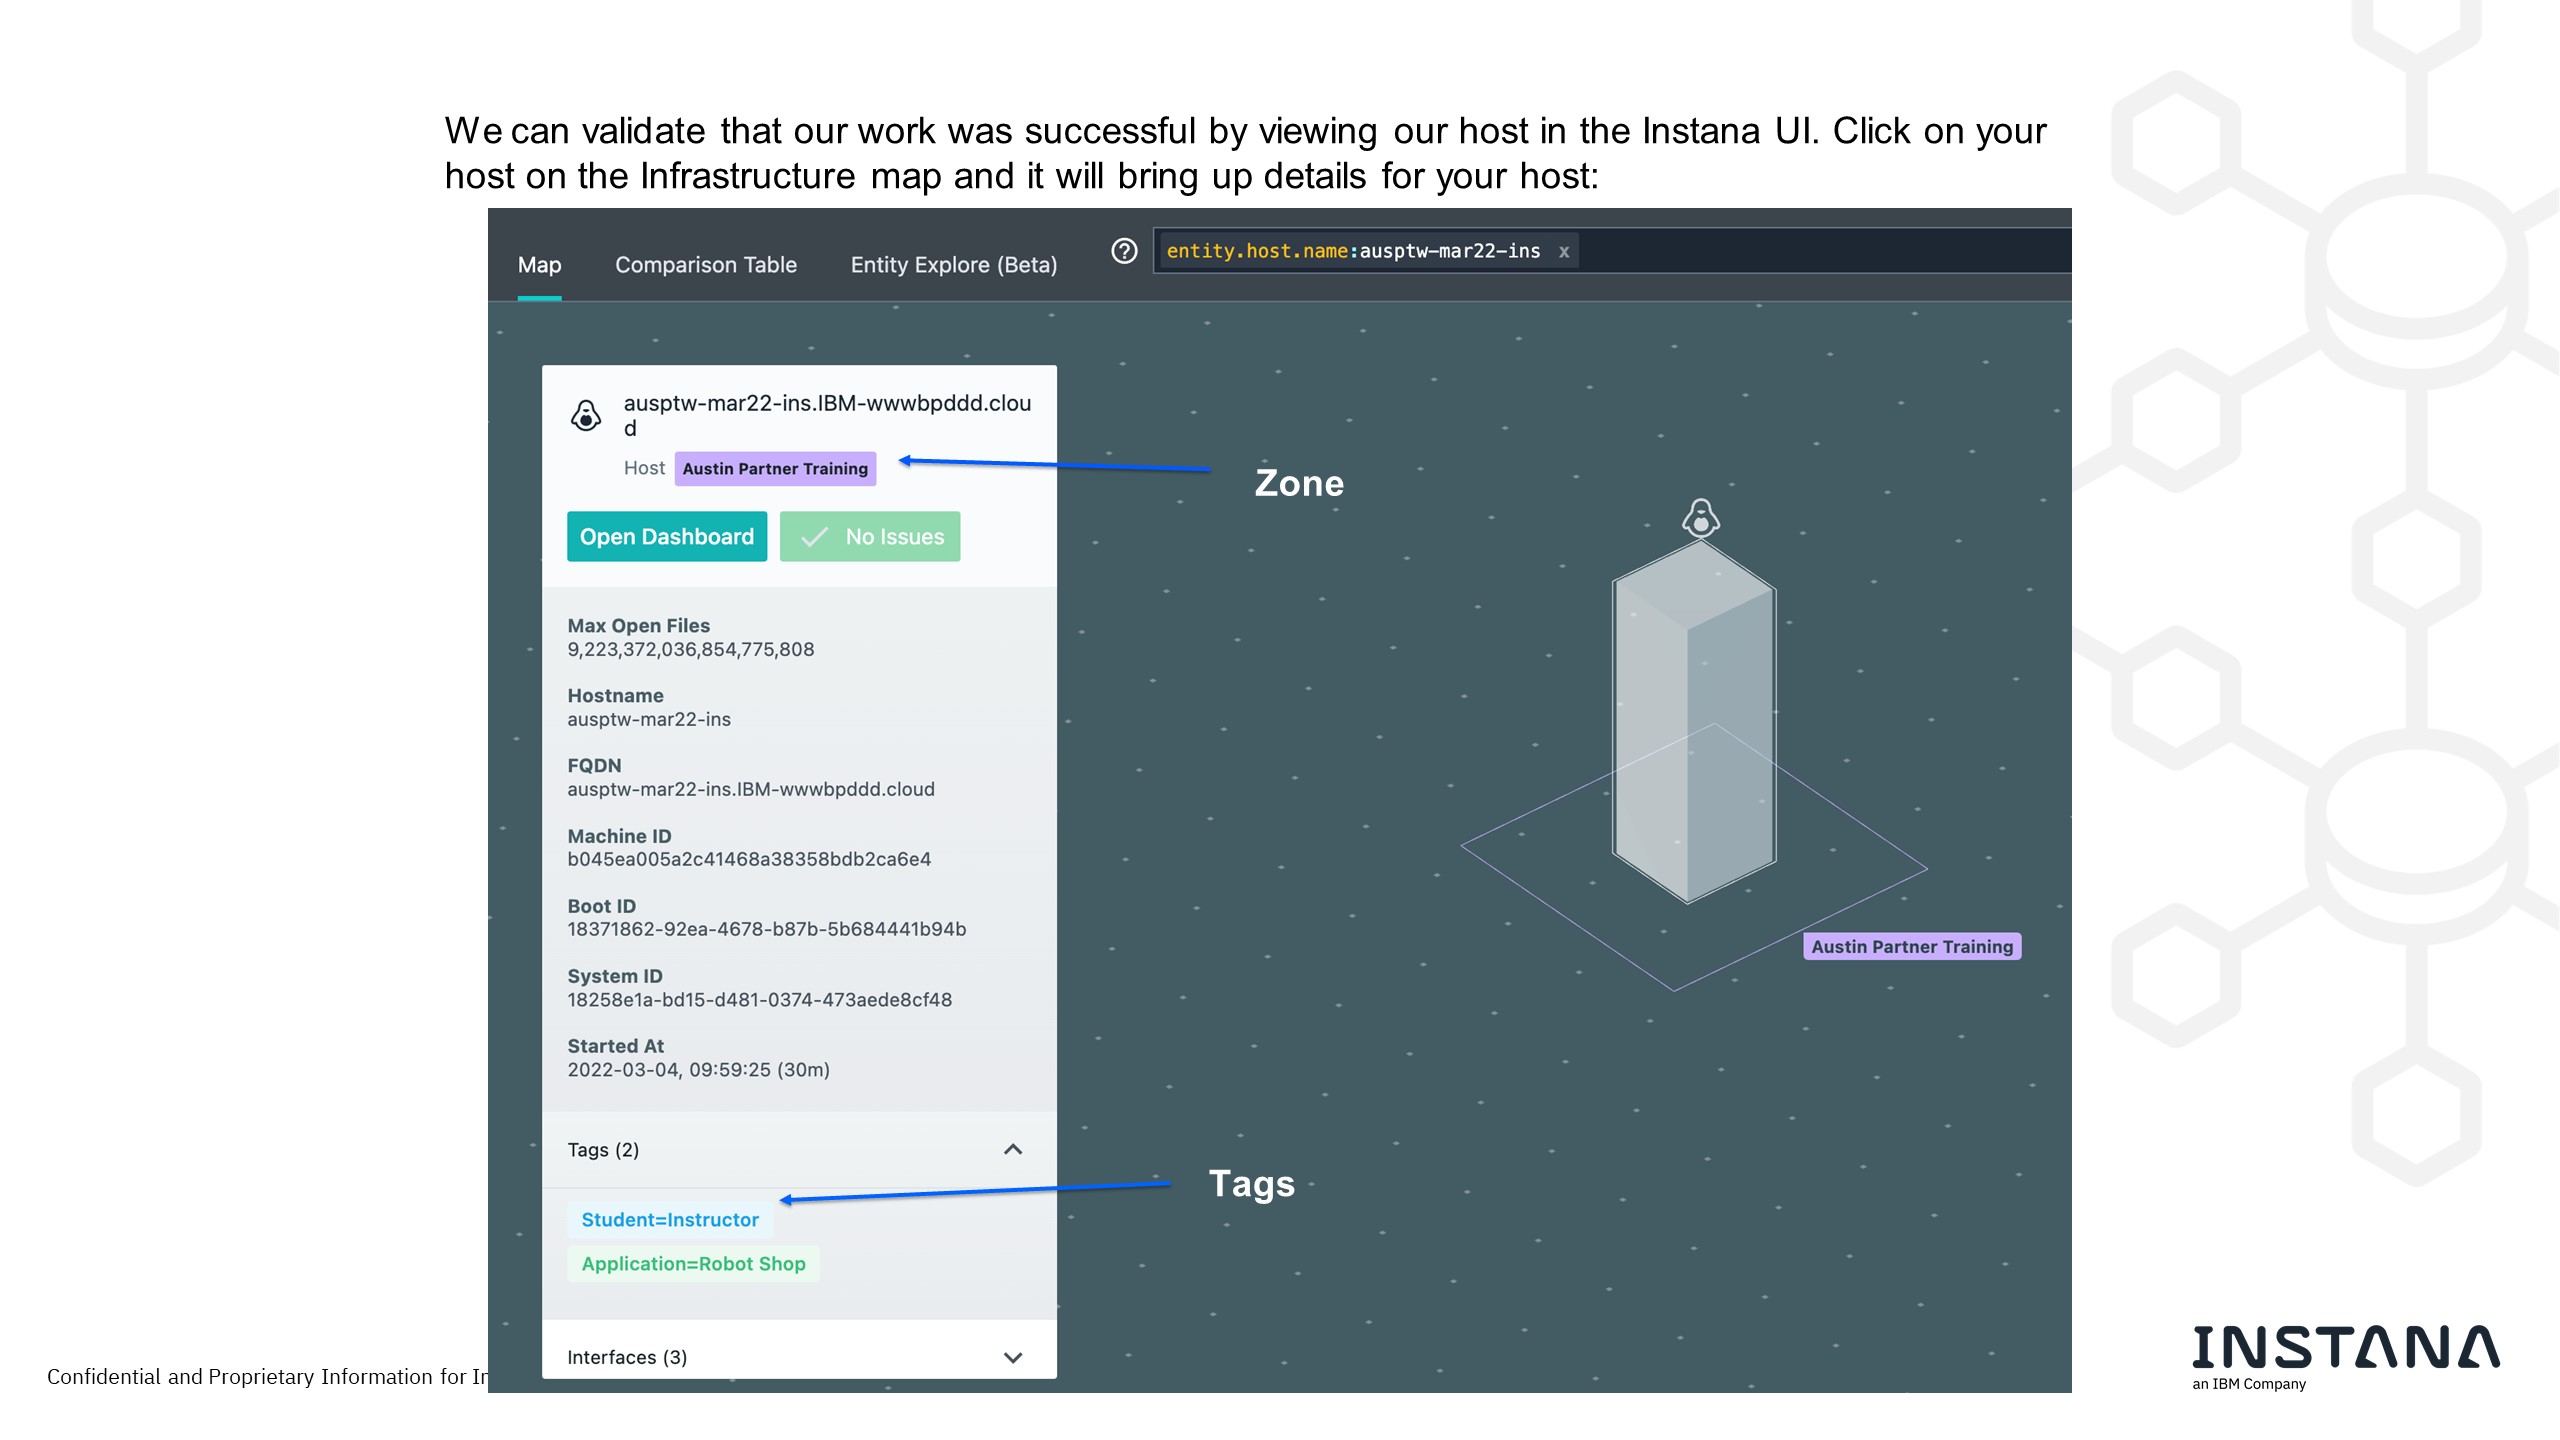 We can validate that our work was successful by viewing our host in the Instana UI. Click on your
host on the Infrastructure map and it will bring up details for your host:
Map
Comparison Table
Entity Explore (Beta)
entity.host.name:ausptw-mar22-ins x
ausptw-mar22-ins.IBM-wwwbpddd.clou
d
Host Austin Partner Training
Zone
Open Dashboard
No Issues
Max Open Files
9,223,372,036,854,775,808
Hostname
ausptw-mar22-ins
FQDN
ausptw-mar22-ins.IBM-wwwbpddd.cloud
Machine ID
b045ea005a2c41468a38358bdb2ca6e4
Boot ID
18371862-92ea-4678-b87b-5b684441b94b
Austin Partner Training
System ID
18258e1a-bd15-d481-0374-473aede8cf48
Started At
2022-03-04, 09:59:25 (30m)
Tags (2)
Tags
Student=Instructor
Application=Robot Shop
Interfaces (3)
Confidential and Proprietary Information for
INSTANA
an IBM Company